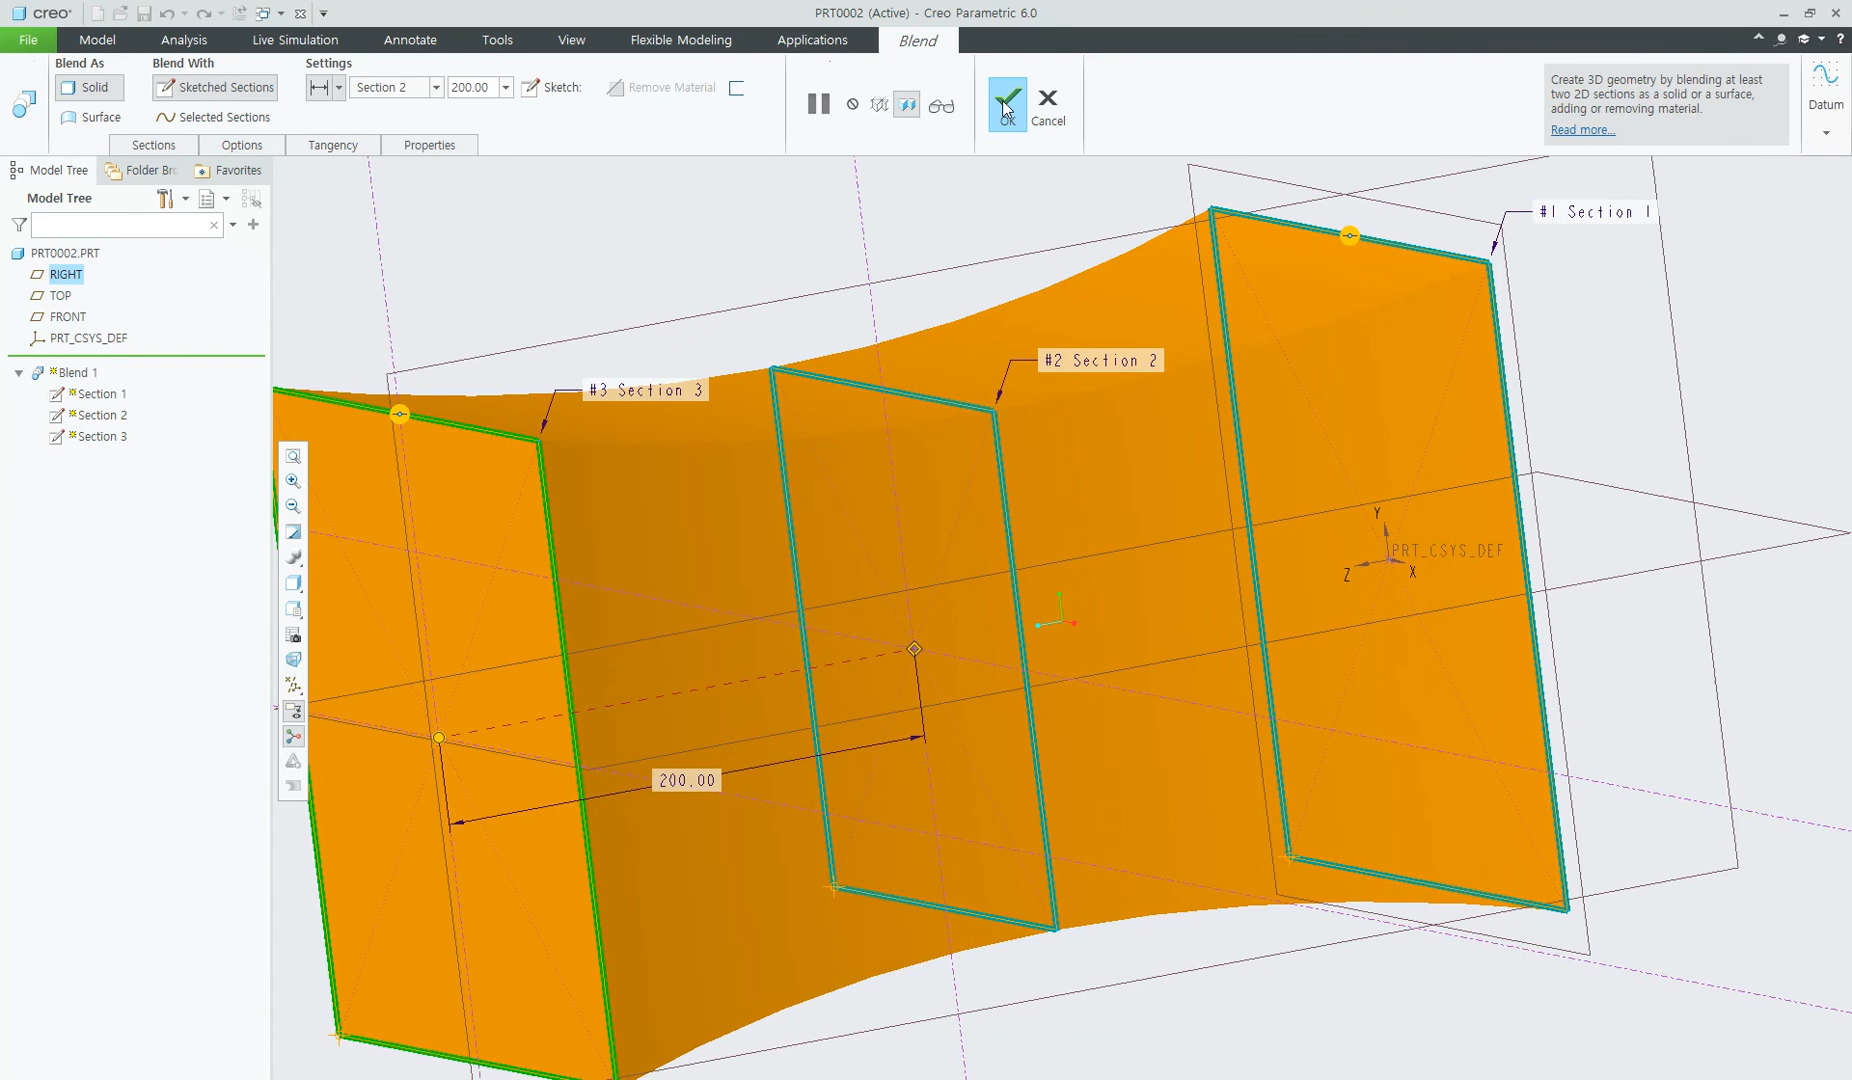 creo
PRT0002 (Active) - Creo Parametric 6.0
File Model Analysis Live Simulation Annotate Tools View Flexible Modeling Applications Blend
Blend As Blend With Settings
Solid Sketched Sections Section 2 200.00 Sketch: Remove Material
Surface Selected Sections
OK Cancel
Create 3D geometry by blending at least
two 2D sections as a solid or a surface,
adding or removing material.
Read more...
Datum
Sections Options Tangency Properties
Model Tree Folder Brc Favorites
Model Tree
PRT0002.PRT
RIGHT
TOP
FRONT
PRT_CSYS_DEF
Blend 1
Section 1
Section 2
Section 3
#1 Section 1
#2 Section 2
#3 Section 3
Y
PRT_CSYS_DEF
Z X
200.00